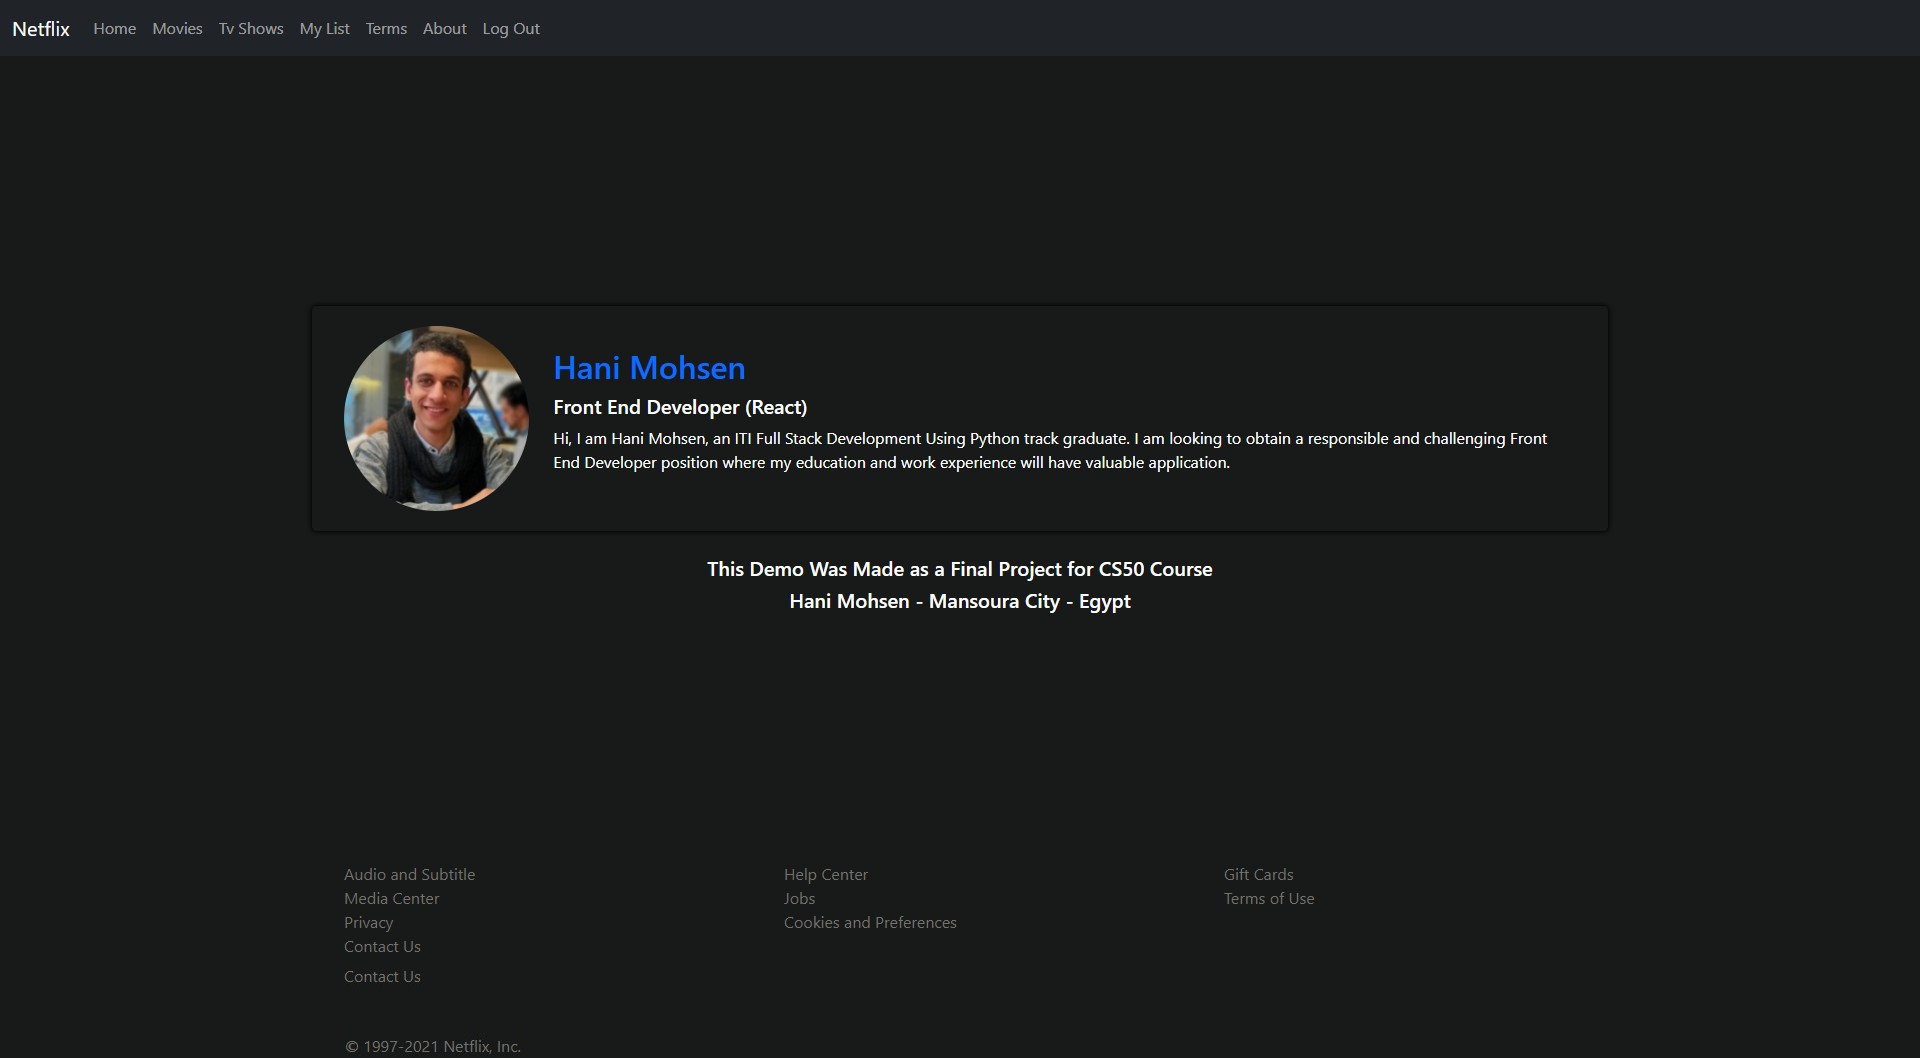 Netflix Home Movies Tv Shows My List Terms About Log Out
Hani Mohsen
Front End Developer (React)
Hi, I am Hani Mohsen, an ITI Full Stack Development Using Python track graduate. I am looking to obtain a responsible and challenging Front
End Developer position where my education and work experience will have valuable application.
This Demo Was Made as a Final Project for CS50 Course
Hani Mohsen - Mansoura City - Egypt
Audio and Subtitle
Media Center
Privacy
Contact Us
Contact Us
Help Center
Jobs
Cookies and Preferences
Gift Cards
Terms of Use
© 1997-2021 Netflix, Inc.